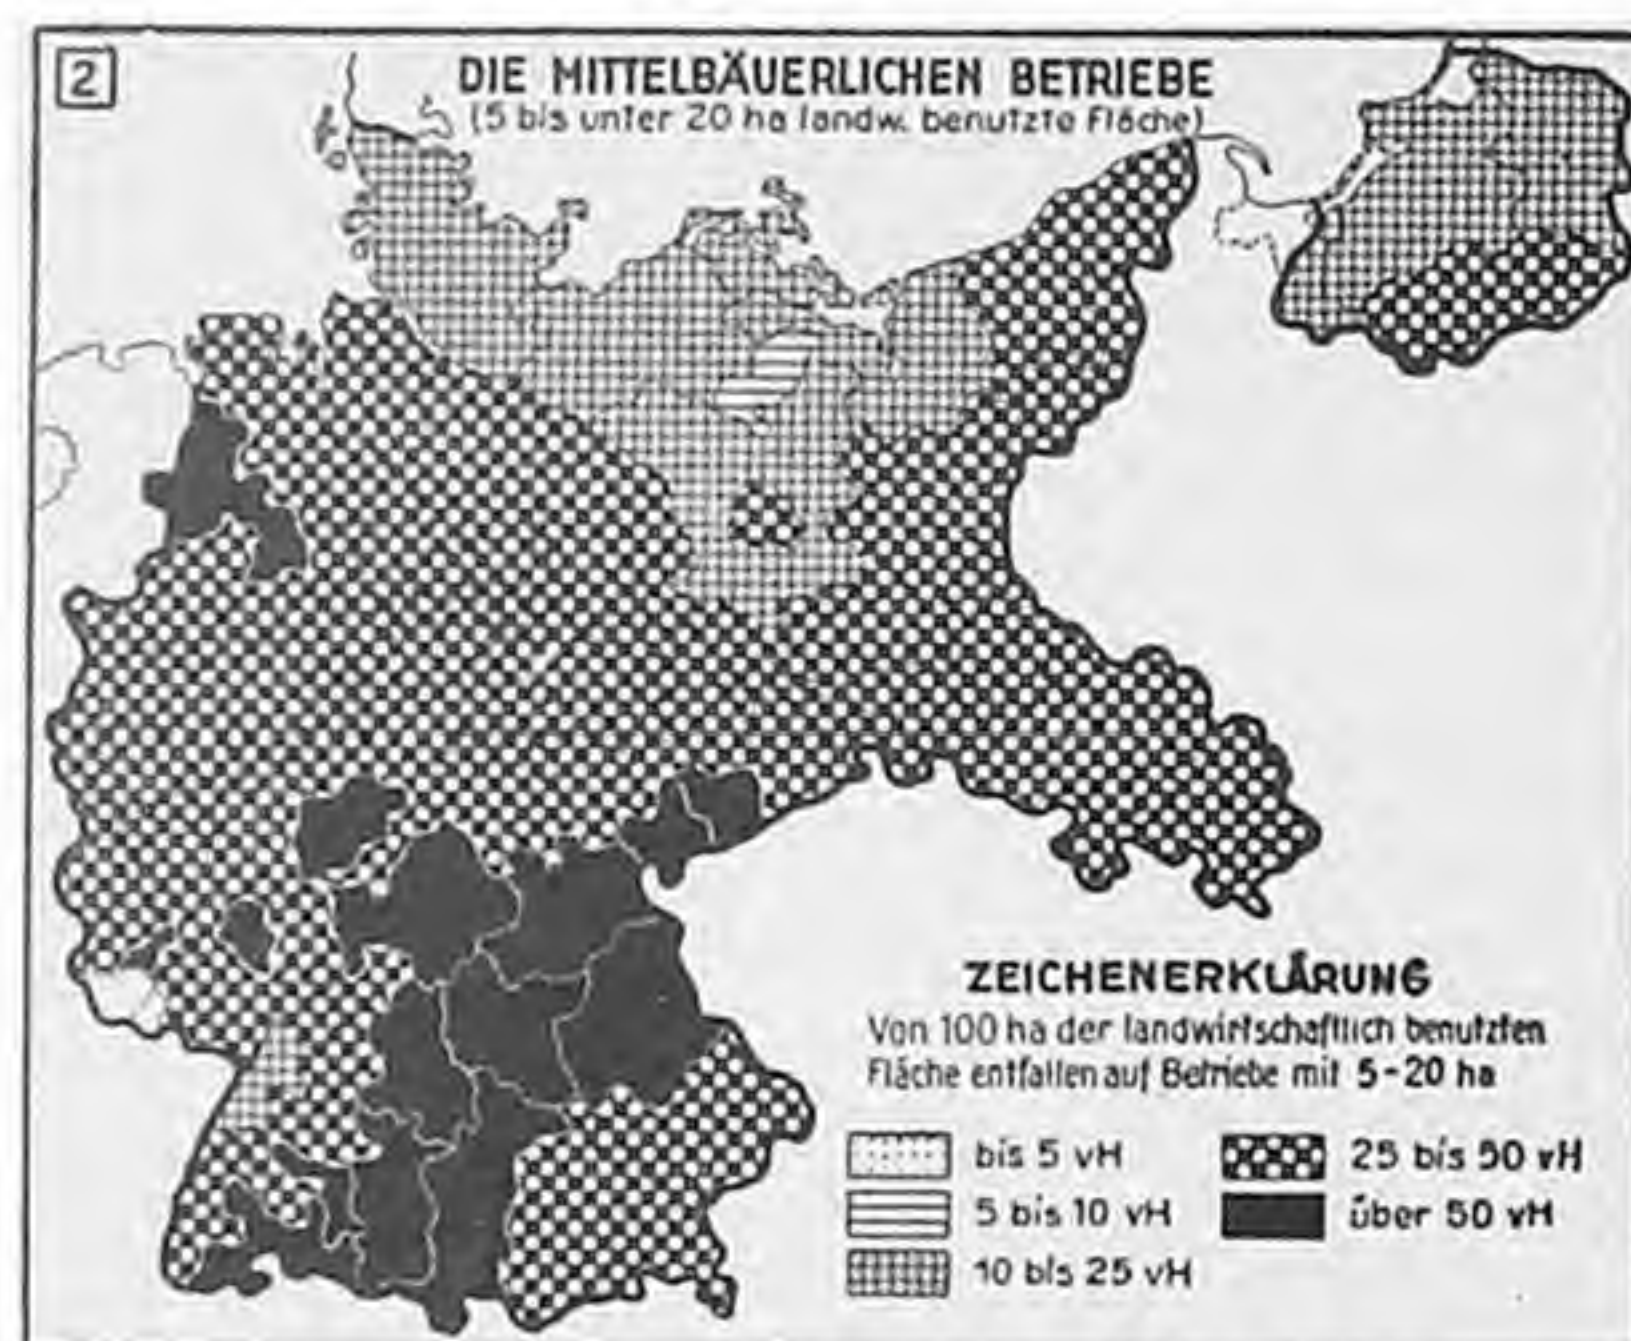 2
DIE MITTELBÄUERLICHEN BETRIEBE
(5 bis unter 20 ha landw. benutzte Fläche)
ZEICHENERKLÄRUNG
Von 100 ha der landwirtschaftlich benutzten
Fläche entfallen auf Betriebe mit 5-20 ha
bis 5 vH
5 bis 10 vH
10 bis 25 vH
25 bis 50 vH
über 50 vH